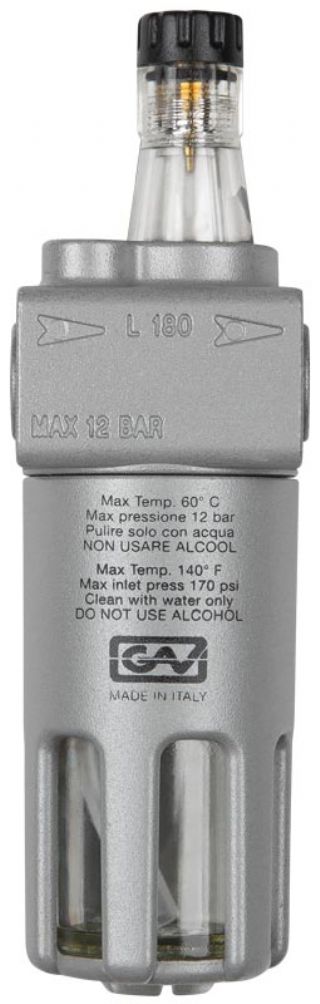 L 180
MAX 12 BAR
Max Temp. 60° C
Max pressione 12 bar
Pulire solo con acqua
NON USARE ALCOOL
Max Temp. 140° F
Max inlet press 170 psi
Clean with water only
DO NOT USE ALCOHOL
GAV
MADE IN ITALY